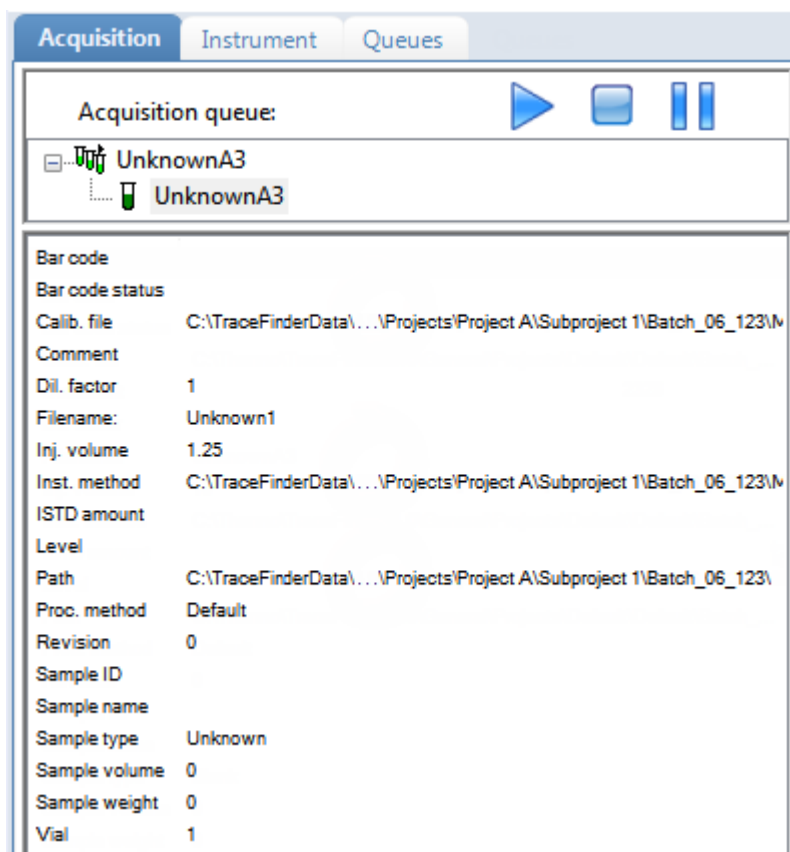 Acquisition Instrument Queues
Acquisition queue:
UnknownA3
UnknownA3
Bar code
Bar code status
Calib. file C:\TraceFinderData\...\Projects\Project A\Subproject 1\Batch_06_123\M
Comment
Dil. factor 1
Filename: Unknown1
Inj. volume 1.25
Inst. method C:\TraceFinderData\...\Projects\Project A\Subproject 1\Batch_06_123\M
ISTD amount
Level
Path C:\TraceFinderData\...\Projects\Project A\Subproject 1\Batch_06_123\
Proc. method Default
Revision 0
Sample ID
Sample name
Sample type Unknown
Sample volume 0
Sample weight 0
Vial 1